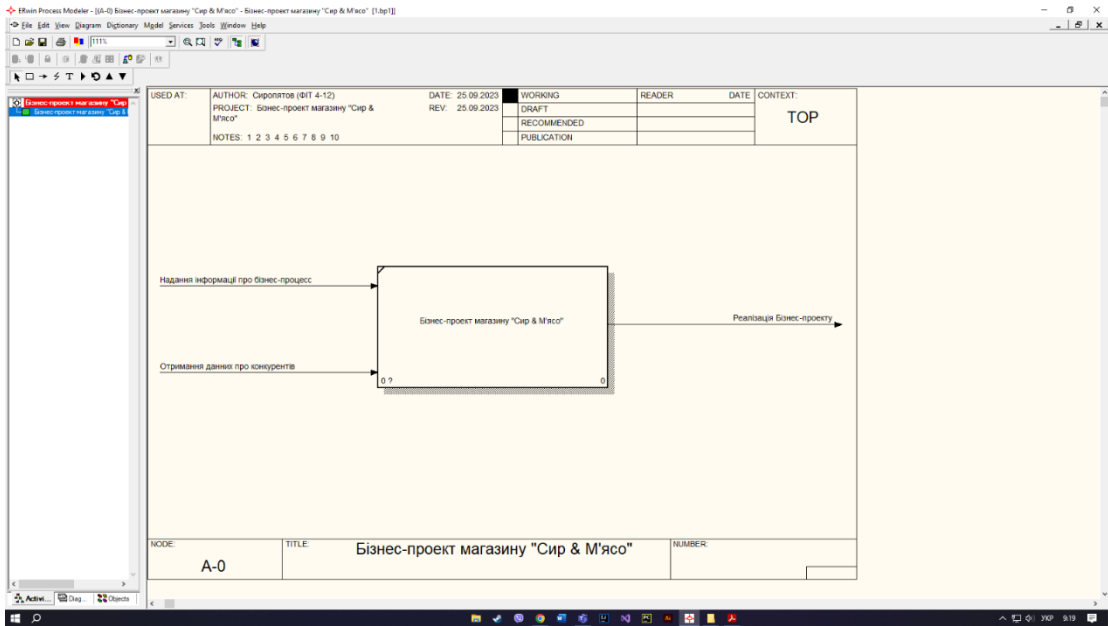 ERwin Process Modeler - [(A-0) Бізнес-проект магазину "Сир & М'ясо" - Бізнес-проект магазину "Сир & М'ясо" [1.bp1]]
File Edit View Diagram Dictionary Model Services Tools Window Help
111%
Бізнес-проект магазину "Сир
Бізнес-проект магазину "Сир &
USED AT:
AUTHOR: Сиропятов (ФІТ 4-12)
DATE: 25.09.2023
WORKING
READER
DATE
CONTEXT:
PROJECT: Бізнес-проект магазину "Сир &
М'ясо"
REV: 25.09.2023
DRAFT
TOP
RECOMMENDED
NOTES: 1 2 3 4 5 6 7 8 9 10
PUBLICATION
Надання інформації про бізнес-процесс
Бізнес-проект магазину "Сир & М'ясо"
Реалізація Бізнес-проекту
Отримання данних про конкурентів
0 ?
0
NODE:
TITLE:
NUMBER:
A-0
Бізнес-проект магазину "Сир & М'ясо"
Activi...
Diag...
Objects
УКР
9:19